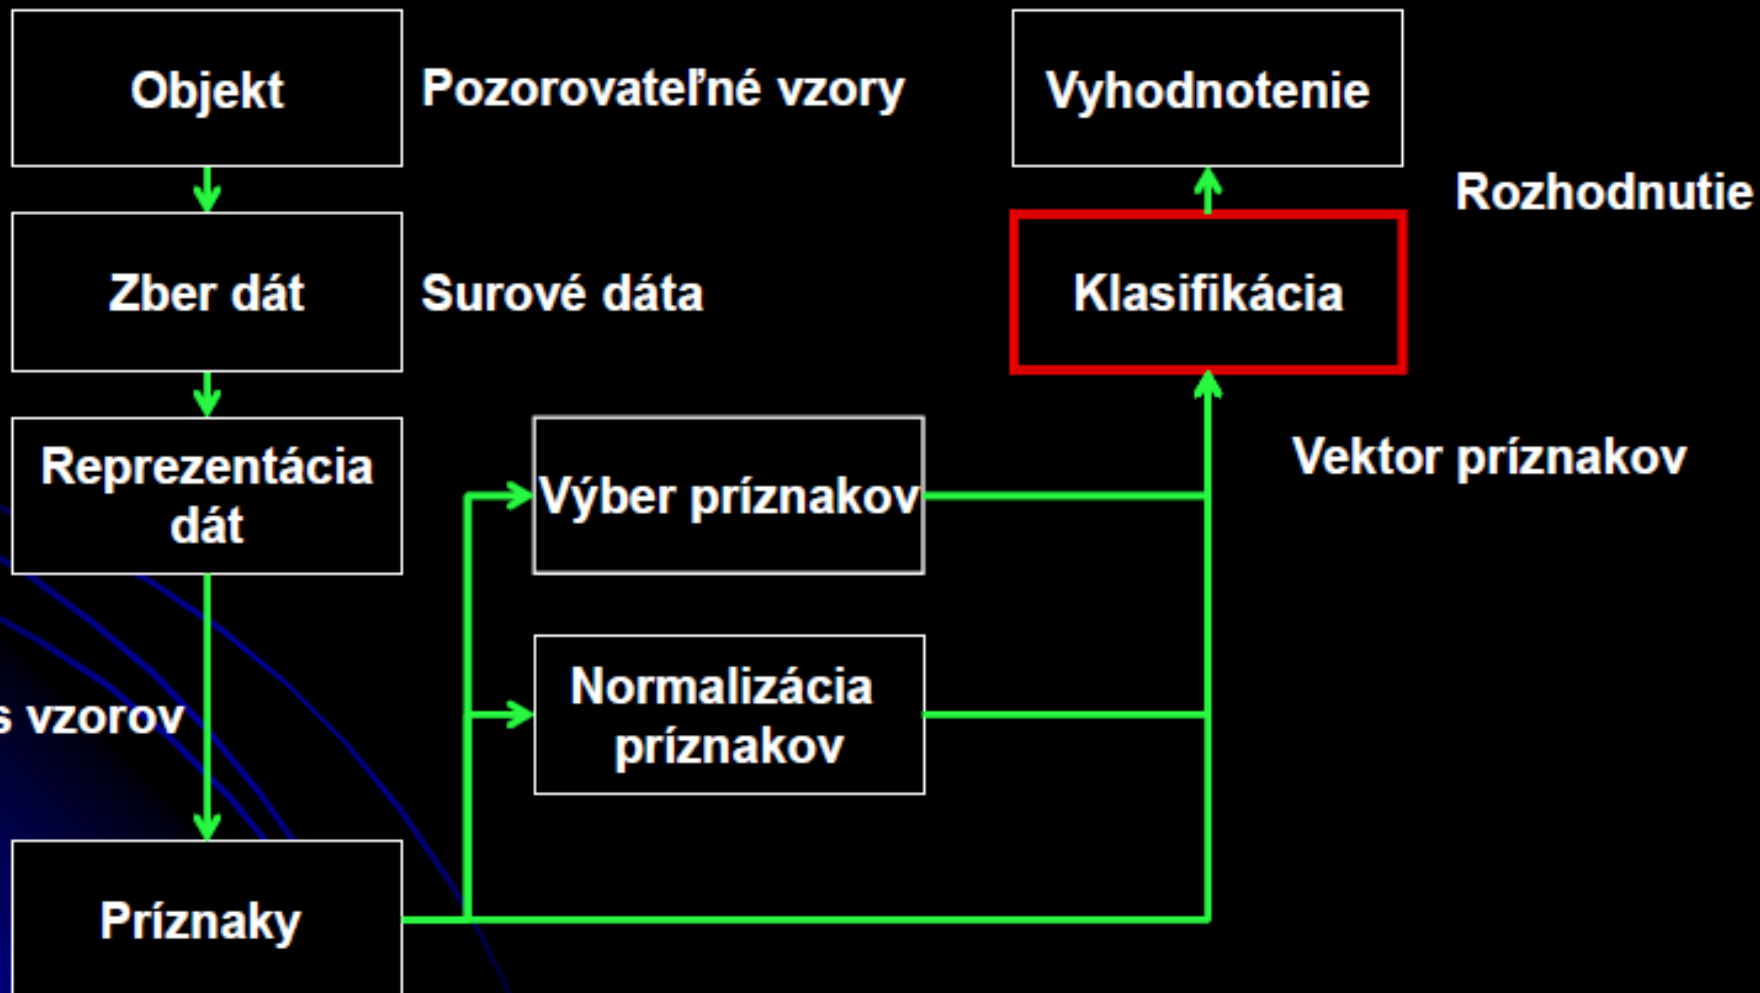 Objekt
Pozorovateľné vzory
Vyhodnotenie
Rozhodnutie
Zber dát
Surové dáta
Klasifikácia
Reprezentácia
dát
Výber príznakov
Vektor príznakov
Normalizácia
príznakov
vzorov
Príznaky